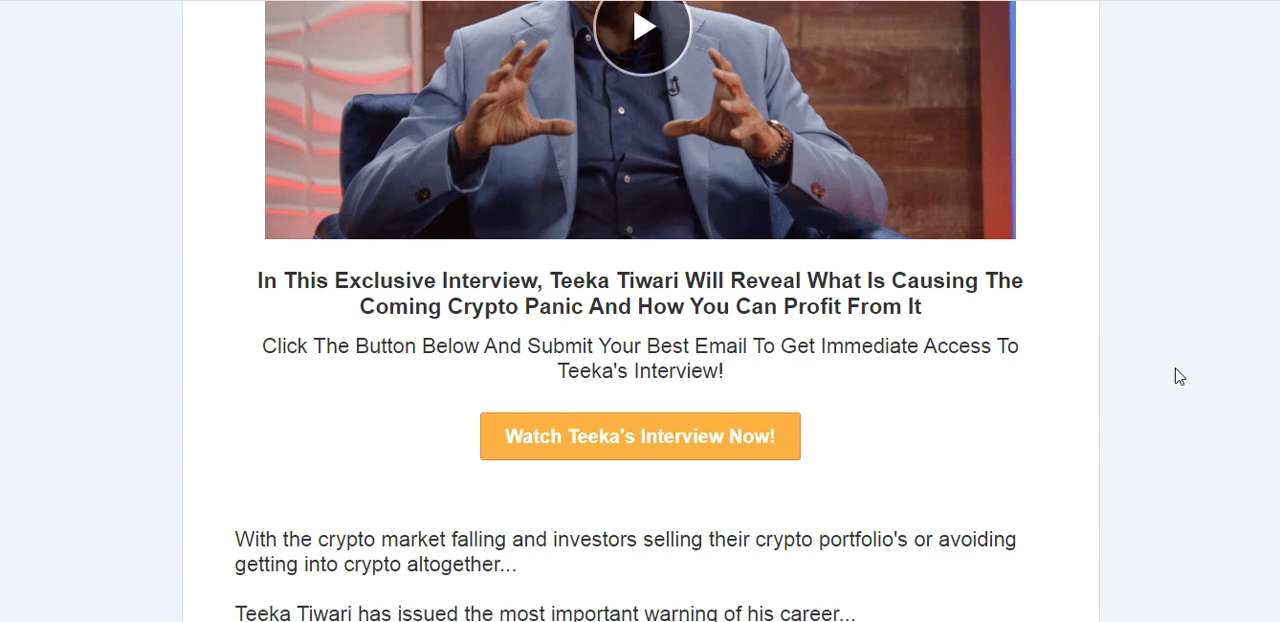 In This Exclusive Interview, Teeka Tiwari Will Reveal What Is Causing The
Coming Crypto Panic And How You Can Profit From It
Click The Button Below And Submit Your Best Email To Get Immediate Access To
Teeka's Interview!
Watch Teeka's Interview Now!
With the crypto market falling and investors selling their crypto portfolio's or avoiding
getting into crypto altogether...
Teeka Tiwari has issued the most important warning of his career...